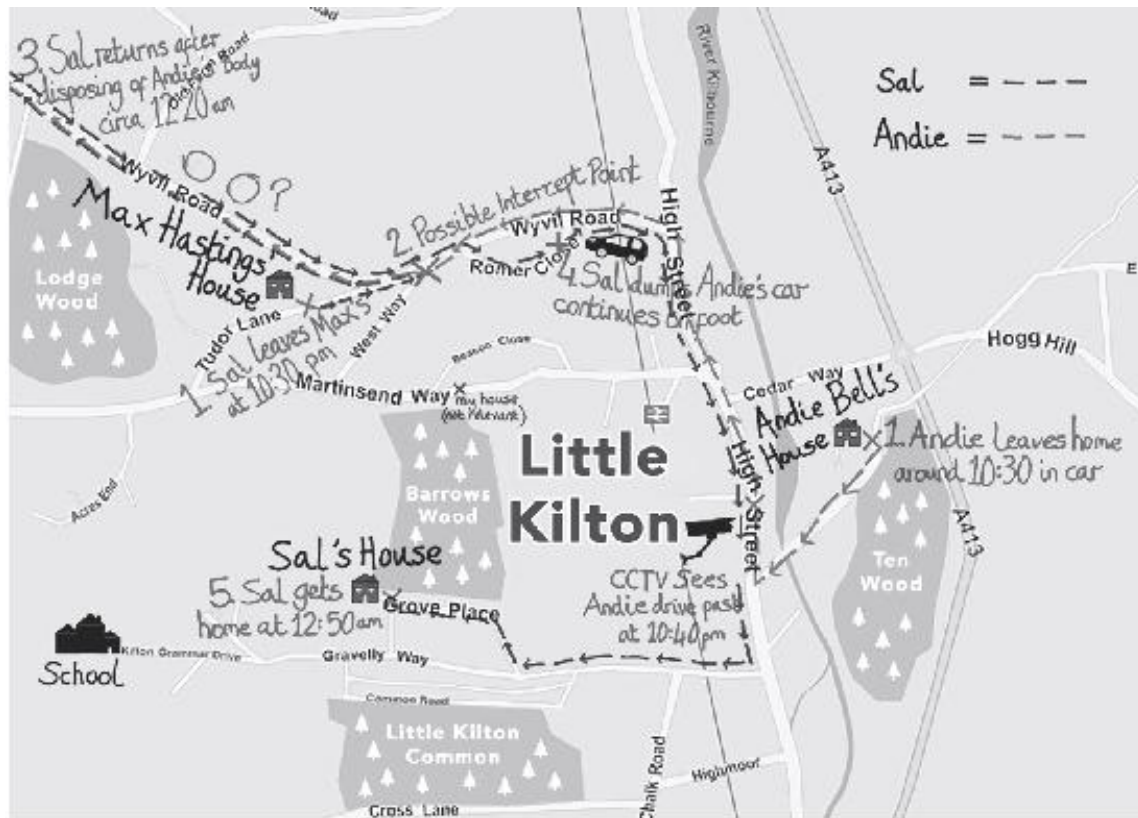 3. Sal returns after
disposing of Andie's body
circa 12:20 am
Road
Sal = - - - -
Andie = - - - -
River Kilbourne
A413
OO?
Wyvil Road
Max Hastings'
House
Lodge
Wood
2. Possible Intercept Point
Wyvil Road
Romer Close
High Street
4. Sal dumps Andie's car
continues on foot
Tudor Lane
West Way
1. Sal leaves Max's
at 10:30 pm
Beacon Close
Martinsend Way
my house
(not relevant)
Hogg Hill
E
Cedar Way
Andie Bell's
House
1. Andie leaves home
around 10:30 in car
Little
Kilton
High Street
Barrows
Wood
Acres End
A413
Ten
Wood
CCTV sees
Andie drive past
at 10:40 pm
Sal's House
5. Sal gets
home at 12:50 am
Grove Place
School
Kilton Grammar Drive
Gravelly Way
Common Road
Little Kilton
Common
Chalk Road
Highmoor
Cross Lane